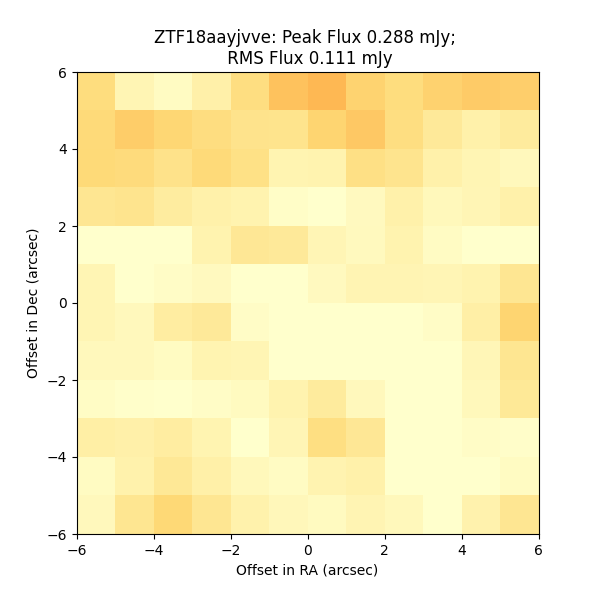 ZTF18aayjvve: Peak Flux 0.288 mJy;
RMS Flux 0.111 mJy
6
4
2
0
−2
−4
−6
Offset in Dec (arcsec)
−6 −4 −2 0 2 4 6
Offset in RA (arcsec)